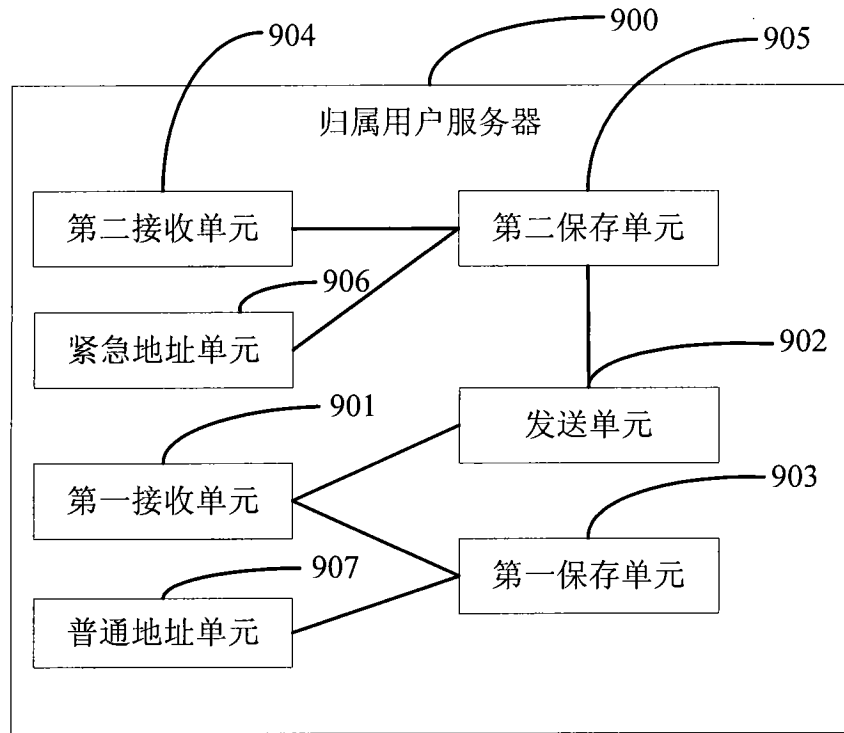 904
900
905
归属用户服务器
第二接收单元
第二保存单元
906
紧急地址单元
902
901
发送单元
第一接收单元
903
907
第一保存单元
普通地址单元